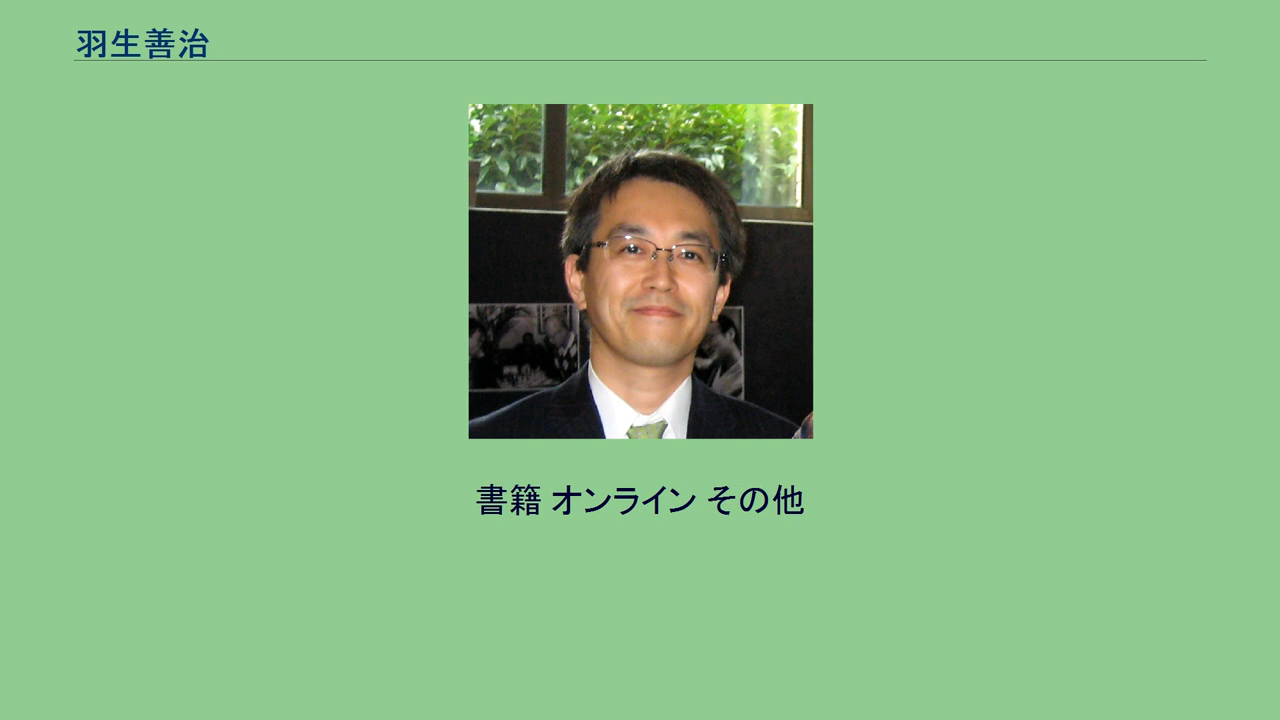 羽生善治
書籍 オンライン その他